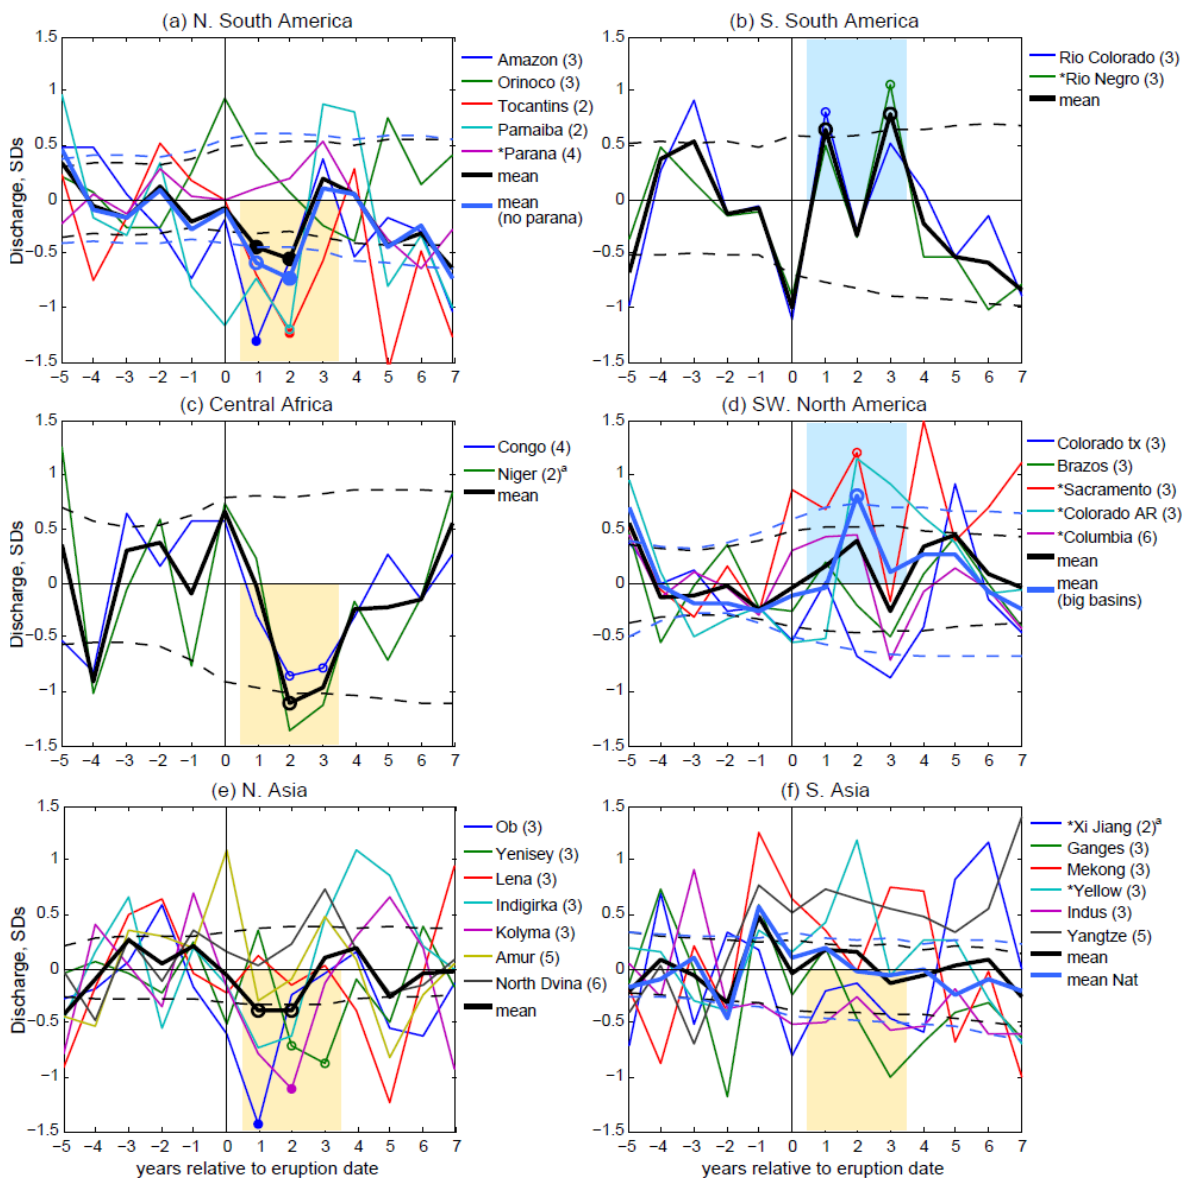 (a) N. South America
1.5
1
0.5
0
−0.5
−1
−1.5
Discharge, SDs
−5 −4 −3 −2 −1 0 1 2 3 4 5 6 7
Amazon (3)
Orinoco (3)
Tocantins (2)
Parnaiba (2)
*Parana (4)
mean
mean
(no parana)
(b) S. South America
1.5
1
0.5
0
−0.5
−1
−1.5
−5 −4 −3 −2 −1 0 1 2 3 4 5 6 7
Rio Colorado (3)
*Rio Negro (3)
mean
(c) Central Africa
1.5
1
0.5
0
−0.5
−1
−1.5
Discharge, SDs
−5 −4 −3 −2 −1 0 1 2 3 4 5 6 7
Congo (4)
Niger (2)ª
mean
(d) SW. North America
1.5
1
0.5
0
−0.5
−1
−1.5
−5 −4 −3 −2 −1 0 1 2 3 4 5 6 7
Colorado tx (3)
Brazos (3)
*Sacramento (3)
*Colorado AR (3)
*Columbia (6)
mean
mean
(big basins)
(e) N. Asia
1.5
1
0.5
0
−0.5
−1
−1.5
Discharge, SDs
−5 −4 −3 −2 −1 0 1 2 3 4 5 6 7
years relative to eruption date
Ob (3)
Yenisey (3)
Lena (3)
Indigirka (3)
Kolyma (3)
Amur (5)
North Dvina (6)
mean
(f) S. Asia
1.5
1
0.5
0
−0.5
−1
−1.5
−5 −4 −3 −2 −1 0 1 2 3 4 5 6 7
years relative to eruption date
*Xi Jiang (2)ª
Ganges (3)
Mekong (3)
*Yellow (3)
Indus (3)
Yangtze (5)
mean
mean Nat